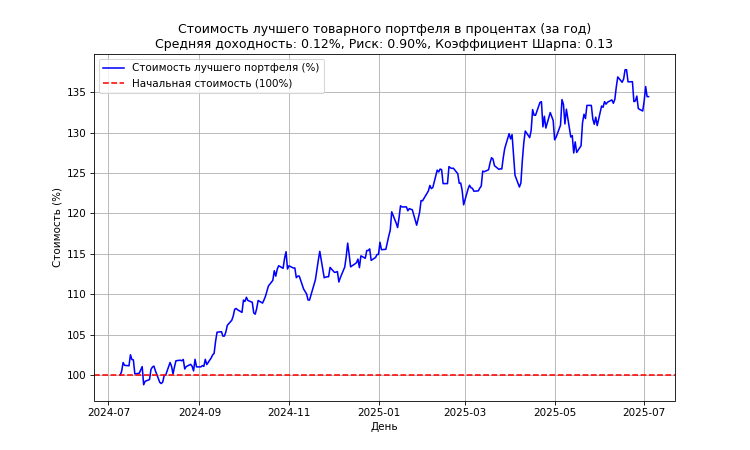 Стоимость лучшего товарного портфеля в процентах (за год)
Средняя доходность: 0.12%, Риск: 0.90%, Коэффициент Шарпа: 0.13
Стоимость лучшего портфеля (%)
Начальная стоимость (100%)
Стоимость (%)
135
130
125
120
115
110
105
100
2024-07
2024-09
2024-11
2025-01
2025-03
2025-05
2025-07
День